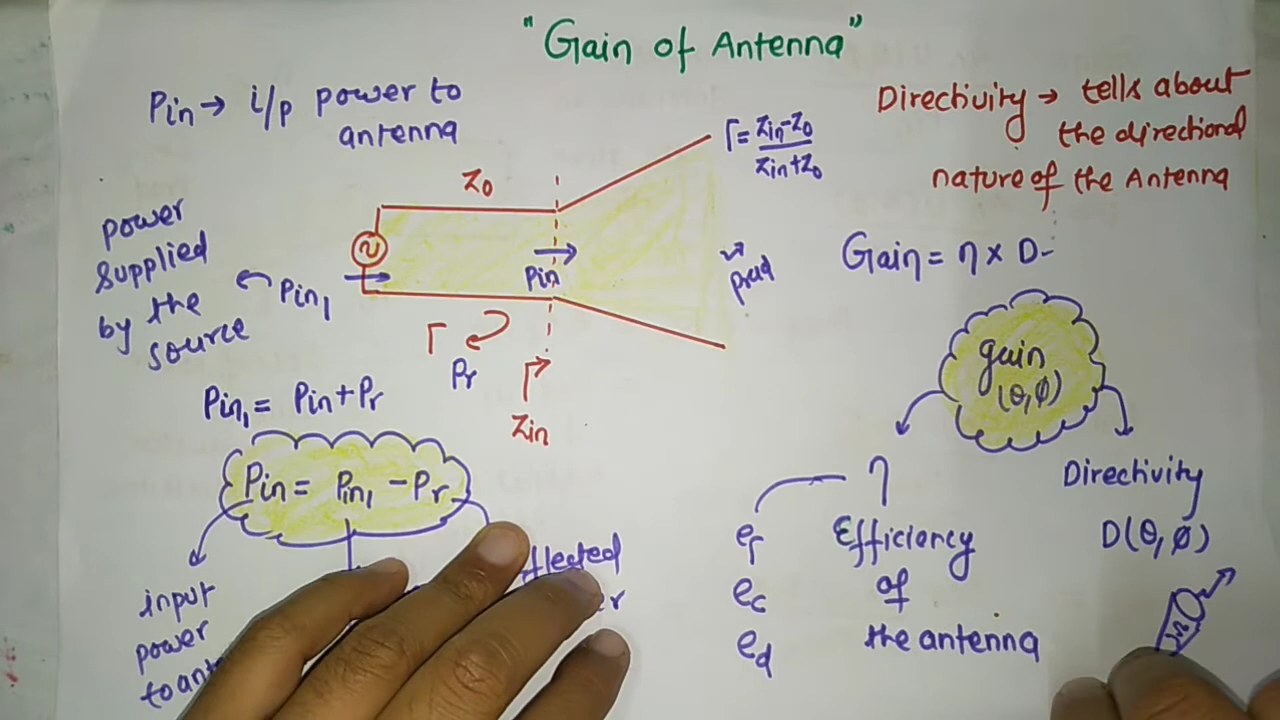 "Gain of Antenna"
Pin → i/p power to
antenna
Directivity → tells about
the directional
nature of the Antenna
Γ = Zin-Z0
Zin+Z0
Z0
power
supplied
by the
source
Pin1
Pin
Prad
Γ
Pr
Zin
Gain = η × D
Pin1 = Pin + Pr
Pin = Pin1 - Pr
input
power
gain
(θ,φ)
η
Efficiency
of
the antenna
er
ec
ed
Directivity
D(θ,φ)